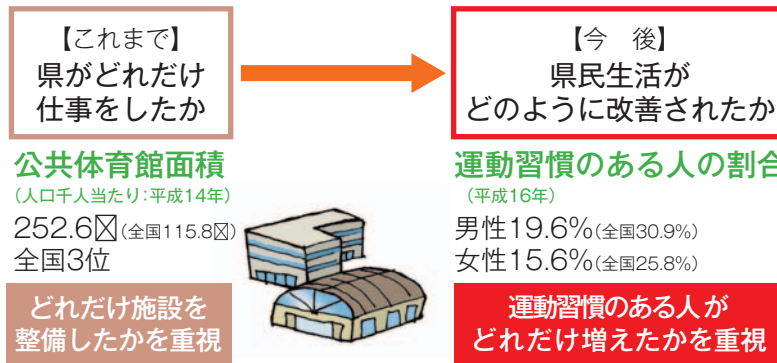 【これまで】
県がどれだけ
仕事をしたか
【今　後】
県民生活が
どのように改善されたか
公共体育館面積
(人口千人当たり:平成14年)
252.6☒(全国115.8☒)
全国3位
どれだけ施設を
整備したかを重視
運動習慣のある人の割合
(平成16年)
男性19.6%(全国30.9%)
女性15.6%(全国25.8%)
運動習慣のある人が
どれだけ増えたかを重視